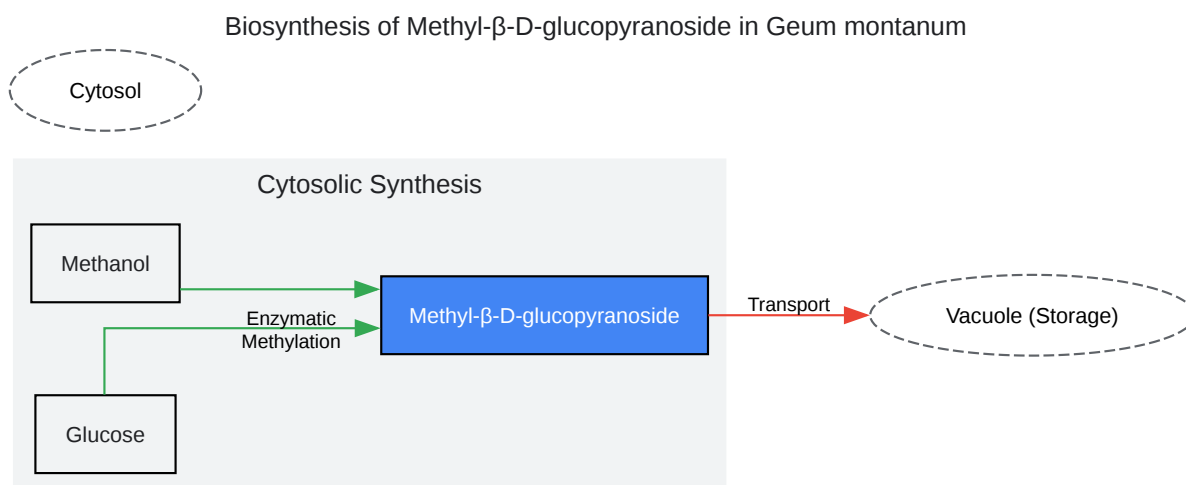 Biosynthesis of Methyl-β-D-glucopyranoside in Geum montanum
Cytosol
Cytosolic Synthesis
Methanol
Enzymatic
Methylation
Glucose
Methyl-β-D-glucopyranoside
Transport
Vacuole (Storage)